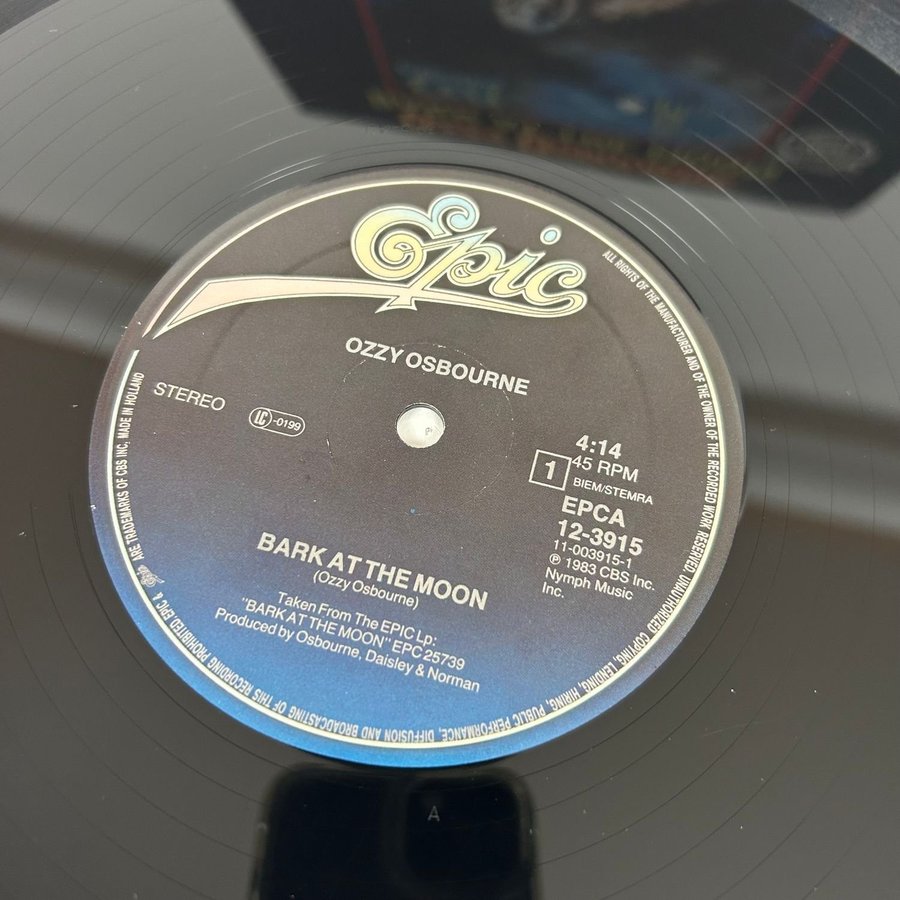 Epic
OZZY OSBOURNE
STEREO
LC -0199
4:14
45 RPM
1
BIEM/STEMRA
EPCA
12-3915
11-003915-1
℗ 1983 CBS Inc.
Nymph Music
Inc.
BARK AT THE MOON
(Ozzy Osbourne)
Taken From The EPIC Lp:
"BARK AT THE MOON" EPC 25739
Produced by Osbourne, Daisley & Norman
ALL RIGHTS OF THE MANUFACTURER AND OF THE OWNER OF THE RECORDED WORK RESERVED UNAUTHORIZED COPYING, LENDING, HIRING, PUBLIC PERFORMANCE, DIFFUSION AND BROADCASTING OF THIS RECORDING PROHIBITED. EPIC & Epic ARE TRADEMARKS OF CBS INC. MADE IN HOLLAND
A